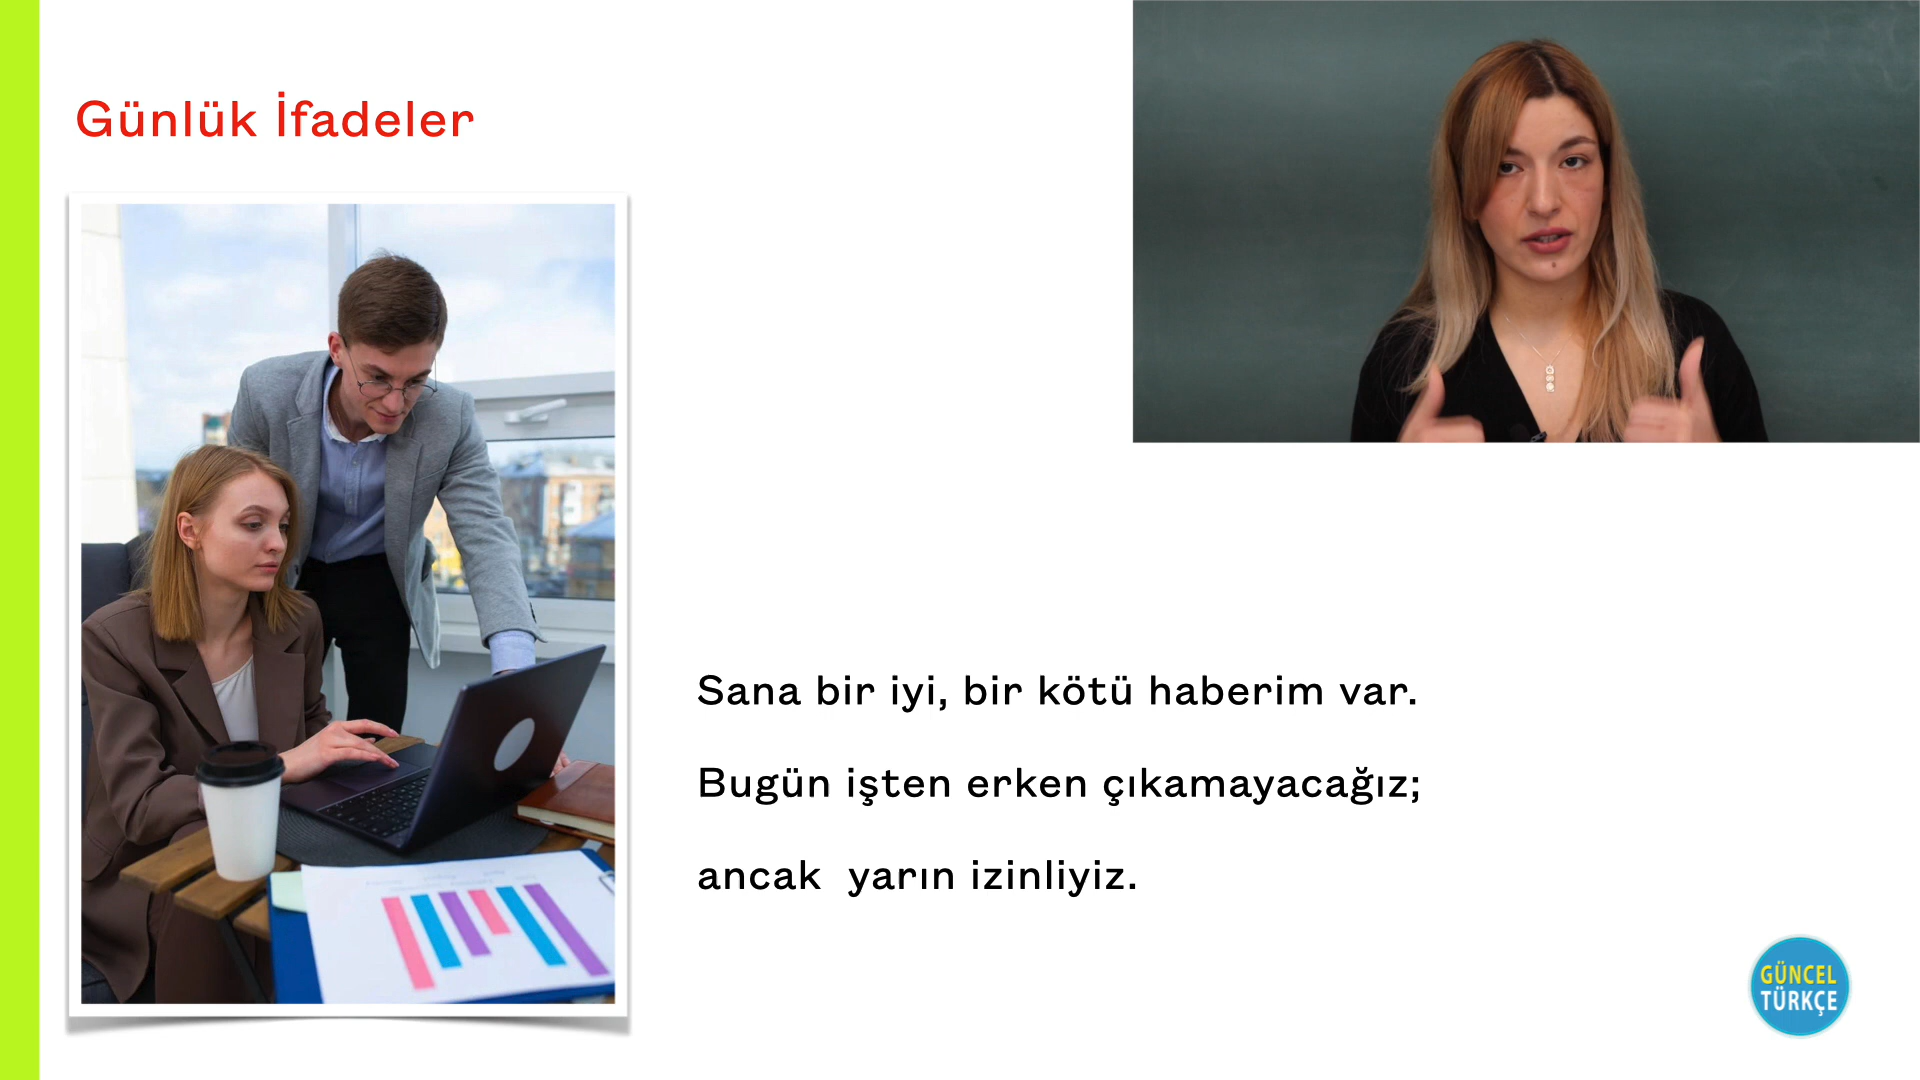 Günlük İfadeler
Sana bir iyi, bir kötü haberim var.
Bugün işten erken çıkamayacağız;
ancak yarın izinliyiz.
GÜNCEL
TÜRKÇE